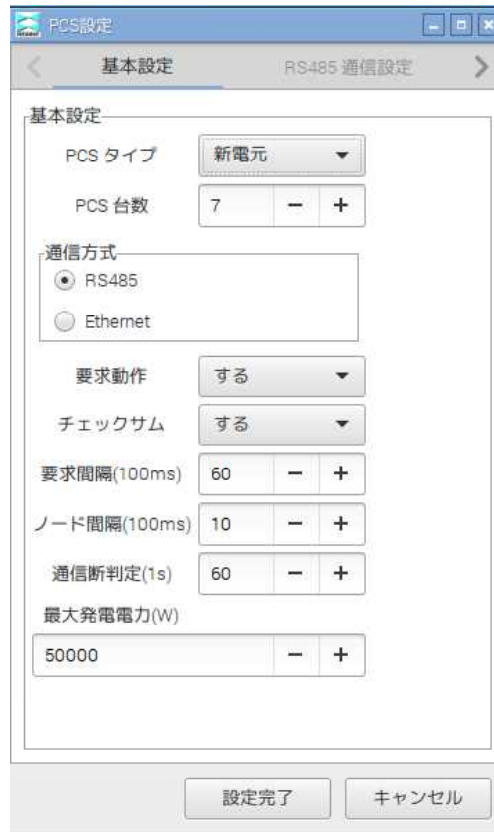 PCS設定
基本設定 RS485 通信設定
基本設定
PCS タイプ 新電元
PCS 台数 7 − +
通信方式
RS485
Ethernet
要求動作 する
チェックサム する
要求間隔(100ms) 60 − +
ノード間隔(100ms) 10 − +
通信断判定(1s) 60 − +
最大発電電力(W)
50000 − +
設定完了 キャンセル